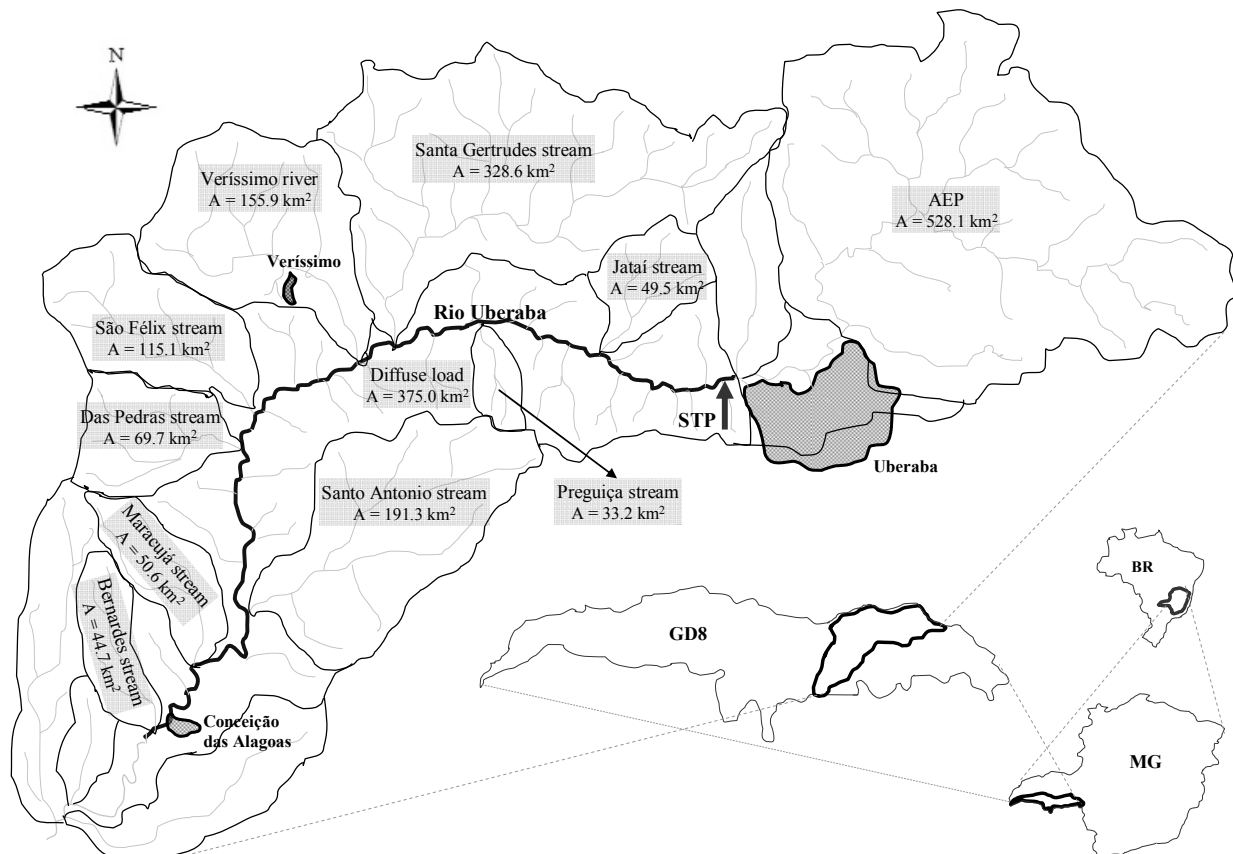 N
Santa Gertrudes stream
A = 328.6 km²
Veríssimo river
A = 155.9 km²
AEP
A = 528.1 km²
Veríssimo
Jataí stream
A = 49.5 km²
Rio Uberaba
São Félix stream
A = 115.1 km²
Diffuse load
A = 375.0 km²
Das Pedras stream
A = 69.7 km²
STP
Uberaba
Santo Antonio stream
A = 191.3 km²
Preguiça stream
A = 33.2 km²
Maracujá stream
A = 50.6 km²
Bernardes stream
A = 44.7 km²
Conceição
das Alagoas
BR
GD8
MG